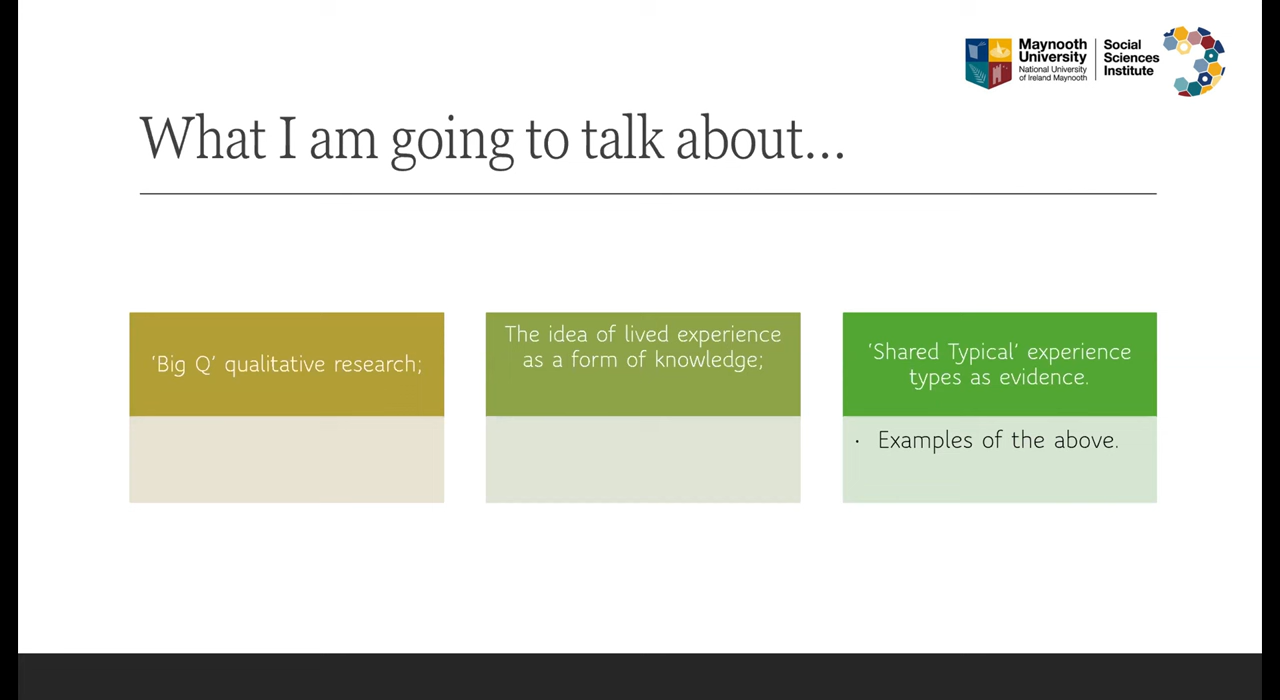 Maynooth
University
National University
of Ireland Maynooth
Social
Sciences
Institute
What I am going to talk about...
‘Big Q’ qualitative research;
The idea of lived experience
as a form of knowledge;
‘Shared Typical’ experience
types as evidence.
• Examples of the above.